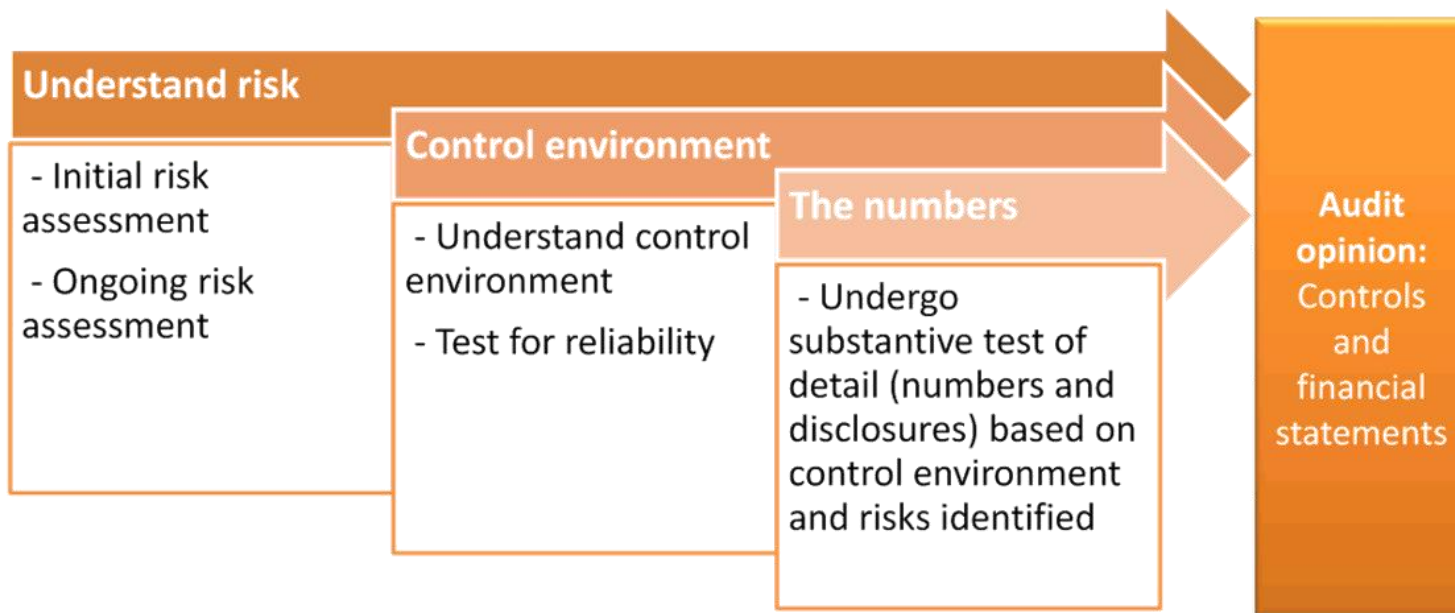 Understand risk
- Initial risk
assessment
- Ongoing risk
assessment
Control environment
- Understand control
environment
- Test for reliability
The numbers
- Undergo
substantive test of
detail (numbers and
disclosures) based on
control environment
and risks identified
Audit
opinion:
Controls
and
financial
statements